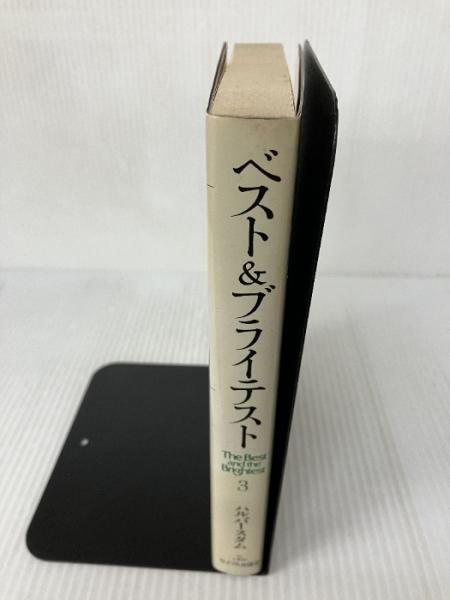 ベスト&ブライテスト
The Best
and the
Brightest
3
ハルバースタム